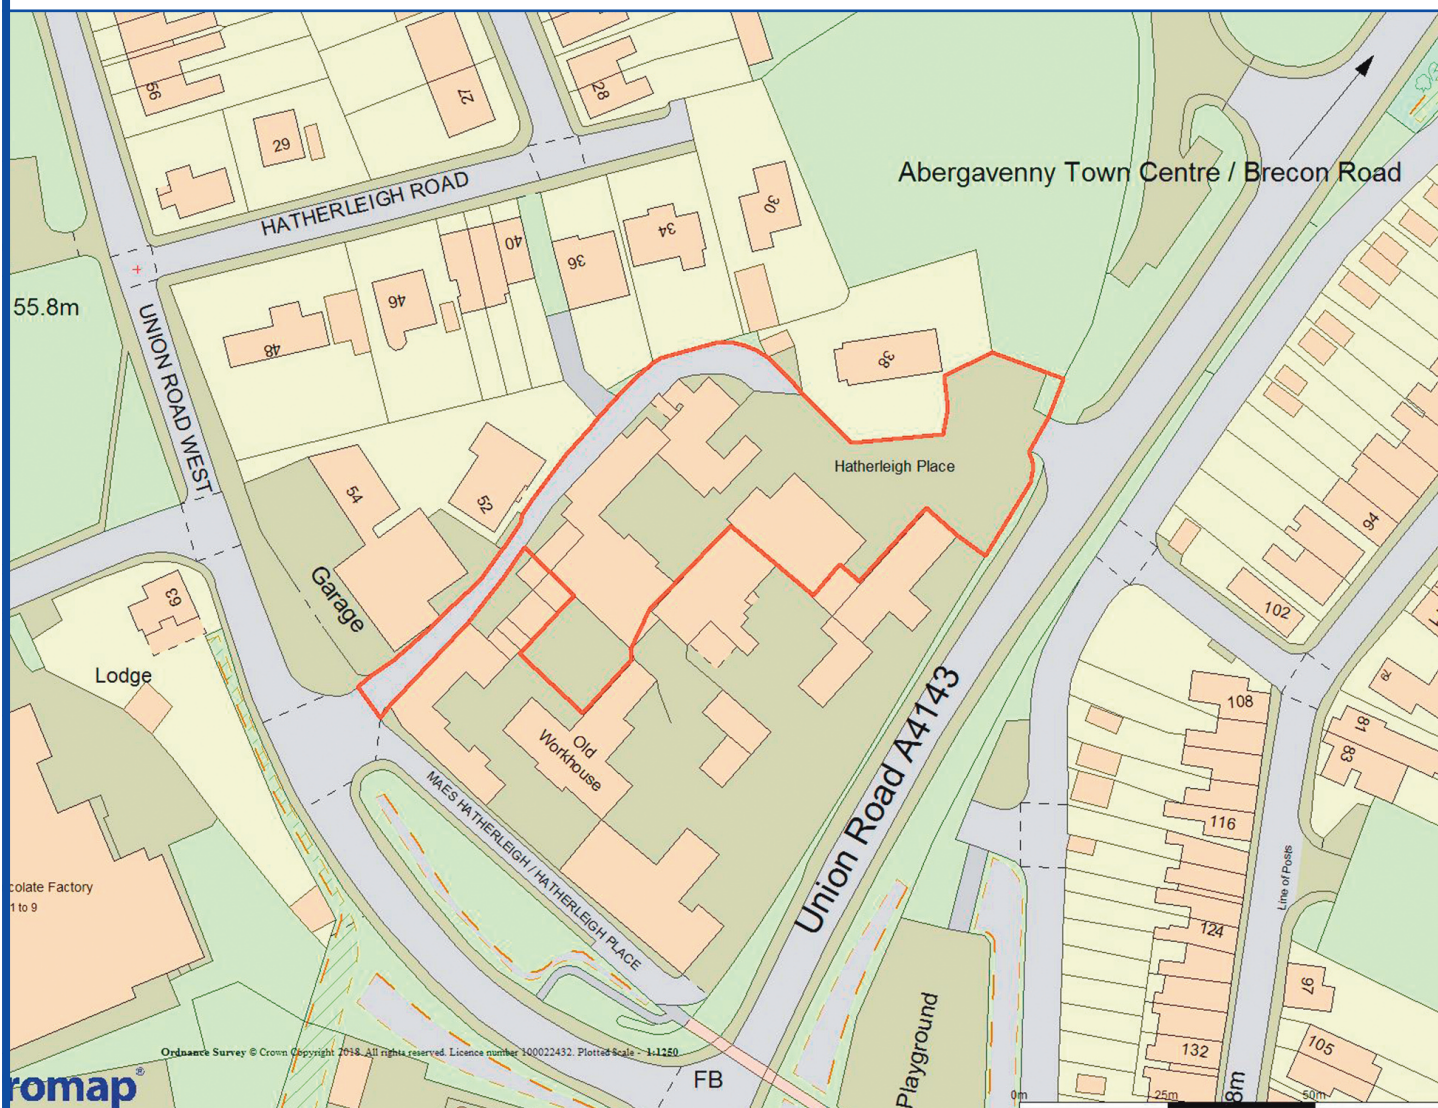 56
27
28
29
HATHERLEIGH ROAD
Abergavenny Town Centre / Brecon Road
30
34
40
36
46
48
38
55.8m
UNION ROAD WEST
Hatherleigh Place
54
52
94
Garage
63
102
Lodge
79
108
81
83
Old
Workhouse
Union Road A4143
MAES HATHERLEIGH / HATHERLEIGH PLACE
116
Line of Posts
colate Factory
1 to 9
124
97
Playground
Ordnance Survey © Crown Copyright 2018. All rights reserved. Licence number 100022432. Plotted Scale - 1:1250
132
105
romap®
FB
8m
0m
25m
50m